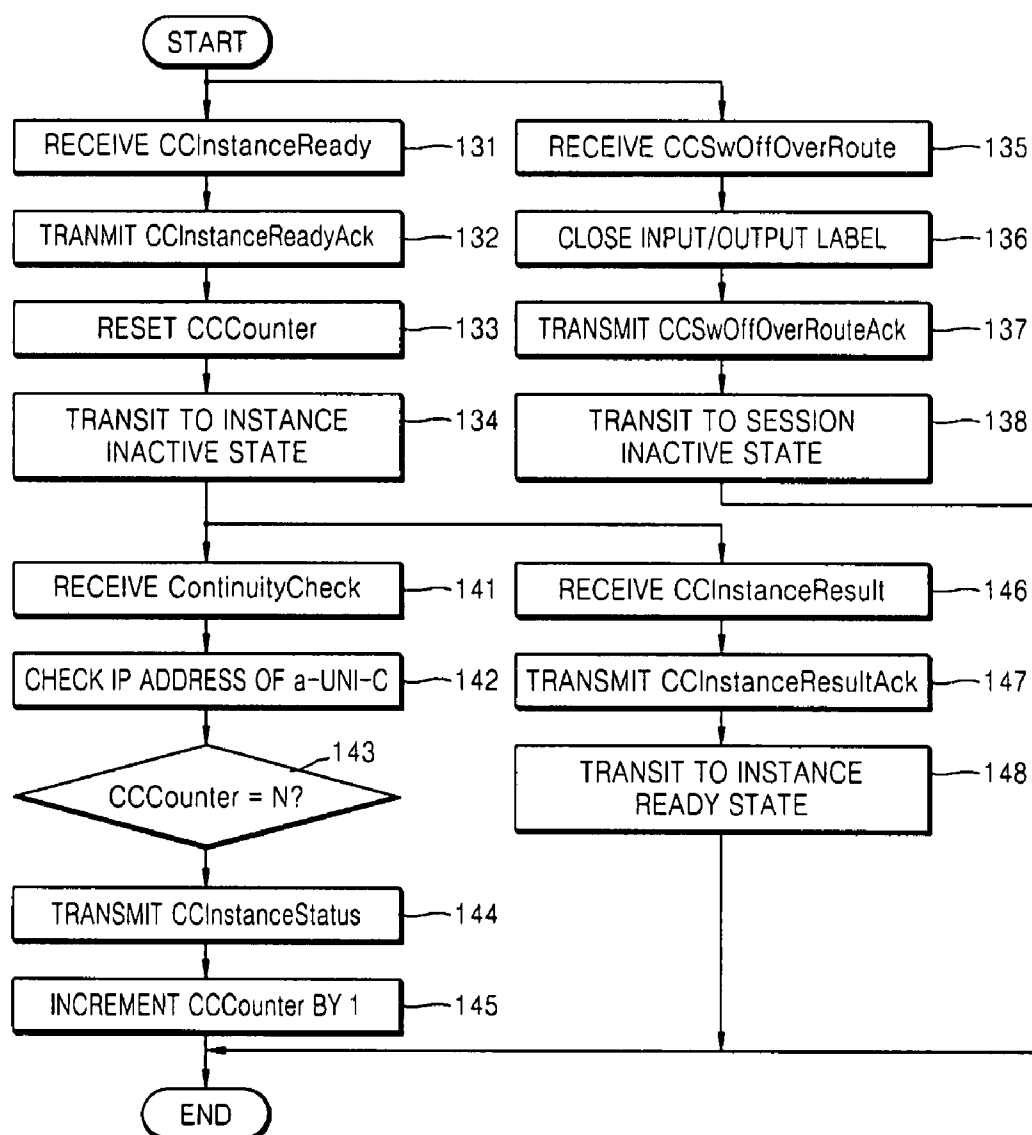 START
RECEIVE CCInstanceReady
131
TRANMIT CCInstanceReadyAck
132
RESET CCCounter
133
TRANSIT TO INSTANCE
INACTIVE STATE
134
RECEIVE CCSwOffOverRoute
135
CLOSE INPUT/OUTPUT LABEL
136
TRANSMIT CCSwOffOverRouteAck
137
TRANSIT TO SESSION
INACTIVE STATE
138
RECEIVE ContinuityCheck
141
CHECK IP ADDRESS OF a-UNI-C
142
143
CCCounter = N?
TRANSMIT CCInstanceStatus
144
INCREMENT CCCounter BY 1
145
RECEIVE CCInstanceResult
146
TRANSMIT CCInstanceResultAck
147
TRANSIT TO INSTANCE
READY STATE
148
END